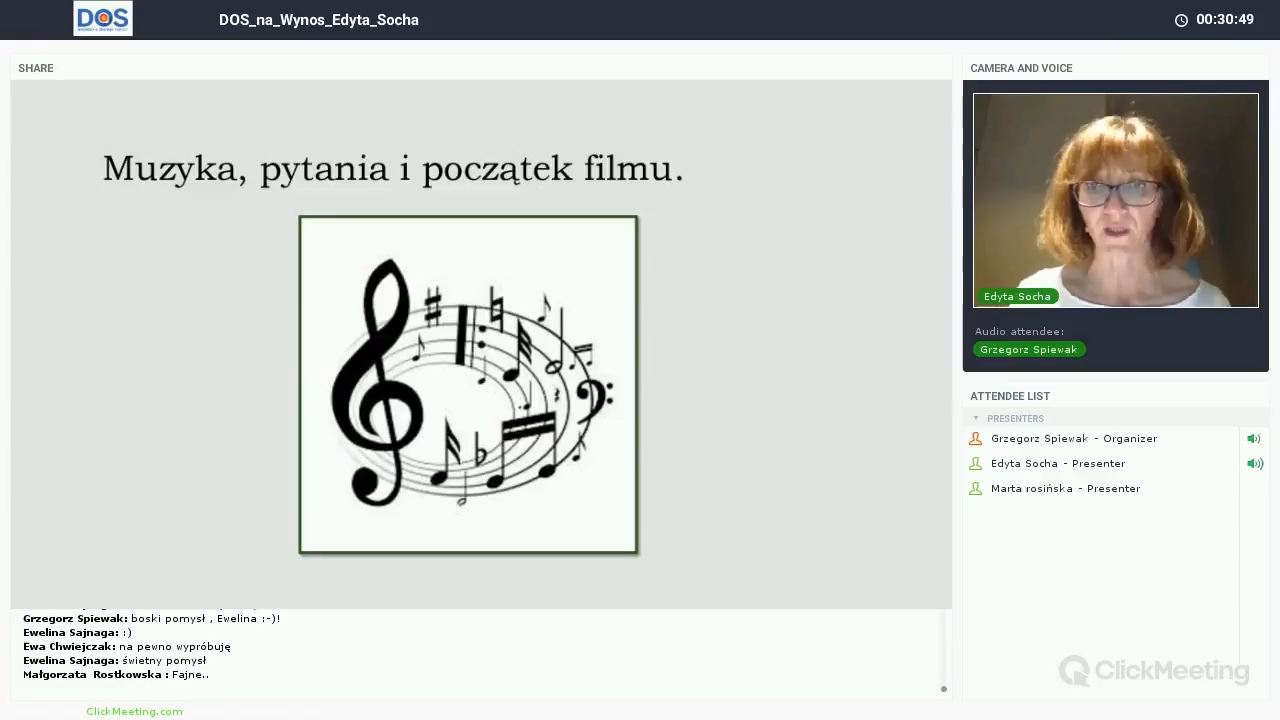 DOS
DOS_na_Wynos_Edyta_Socha
00:30:49
SHARE
Muzyka, pytania i początek filmu.
Grzegorz Spiewak: boski pomysł , Ewelina :-)!
Ewelina Sajnaga: :)
Ewa Chwiejczak: na pewno wypróbuję
Ewelina Sajnaga: świetny pomysł
Małgorzata Rostkowska : Fajne..
ClickMeeting.com
CAMERA AND VOICE
Edyta Socha
Audio attendee:
Grzegorz Spiewak
ATTENDEE LIST
PRESENTERS
Grzegorz Spiewak - Organizer
Edyta Socha - Presenter
Marta rosińska - Presenter
ClickMeeting